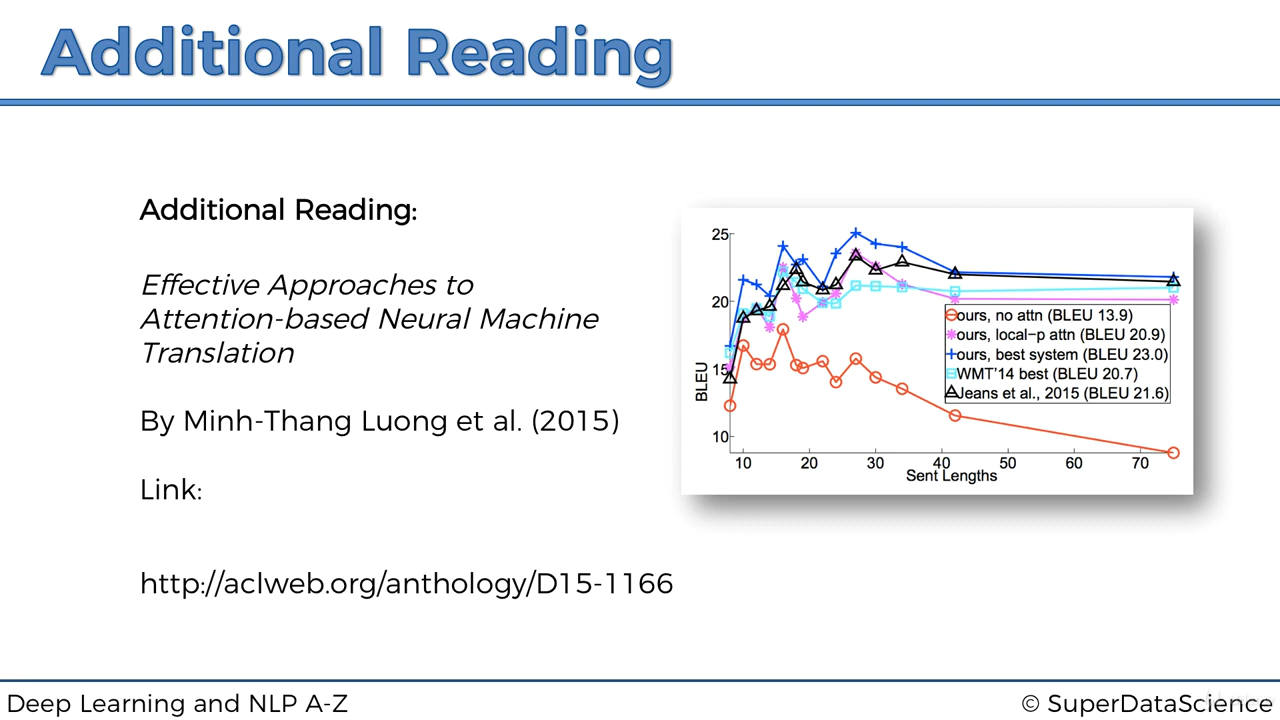 Additional Reading
Additional Reading:
Effective Approaches to
Attention-based Neural Machine
Translation
By Minh-Thang Luong et al. (2015)
Link:
http://aclweb.org/anthology/D15-1166
25
20
15
10
BLEU
10 20 30 40 50 60 70
Sent Lengths
ours, no attn (BLEU 13.9)
ours, local-p attn (BLEU 20.9)
ours, best system (BLEU 23.0)
WMT'14 best (BLEU 20.7)
Jeans et al., 2015 (BLEU 21.6)
Deep Learning and NLP A-Z
© SuperDataScience